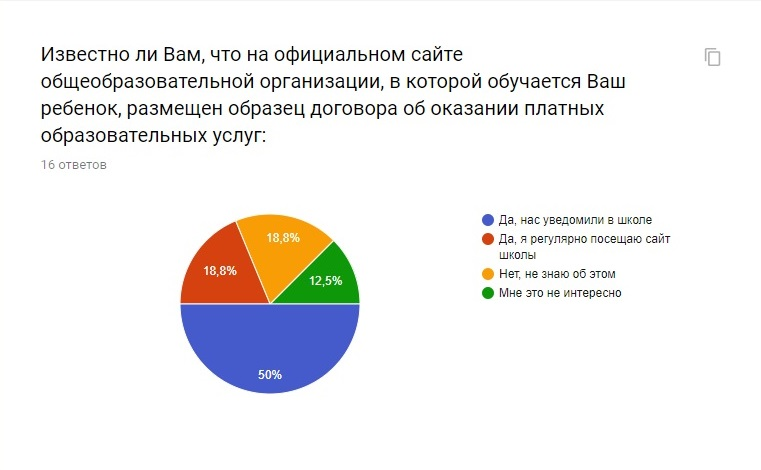 Известно ли Вам, что на официальном сайте
общеобразовательной организации, в которой обучается Ваш
ребенок, размещен образец договора об оказании платных
образовательных услуг:
16 ответов
18,8%
18,8%
12,5%
50%
Да, нас уведомили в школе
Да, я регулярно посещаю сайт
школы
Нет, не знаю об этом
Мне это не интересно